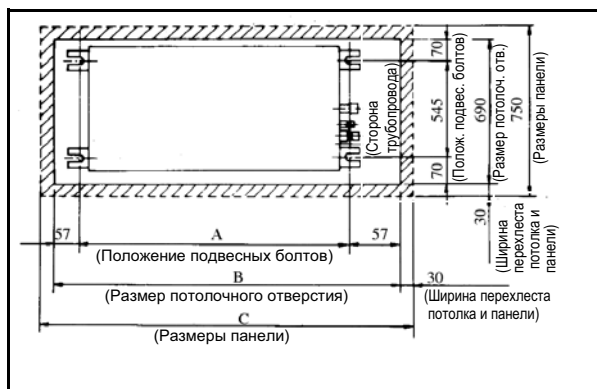 70
545
70
(Сторона
трубопровода)
(Полож. подвес. болтов)
690
(Размер потолоч. отв.)
750
(Размеры панели)
30
(Ширина
перехлеста
потолка и
панели)
57
A
57
(Положение подвесных болтов)
B
30
(Размер потолочного отверстия)
(Ширина перехлеста
потолка и панели)
C
(Размеры панели)